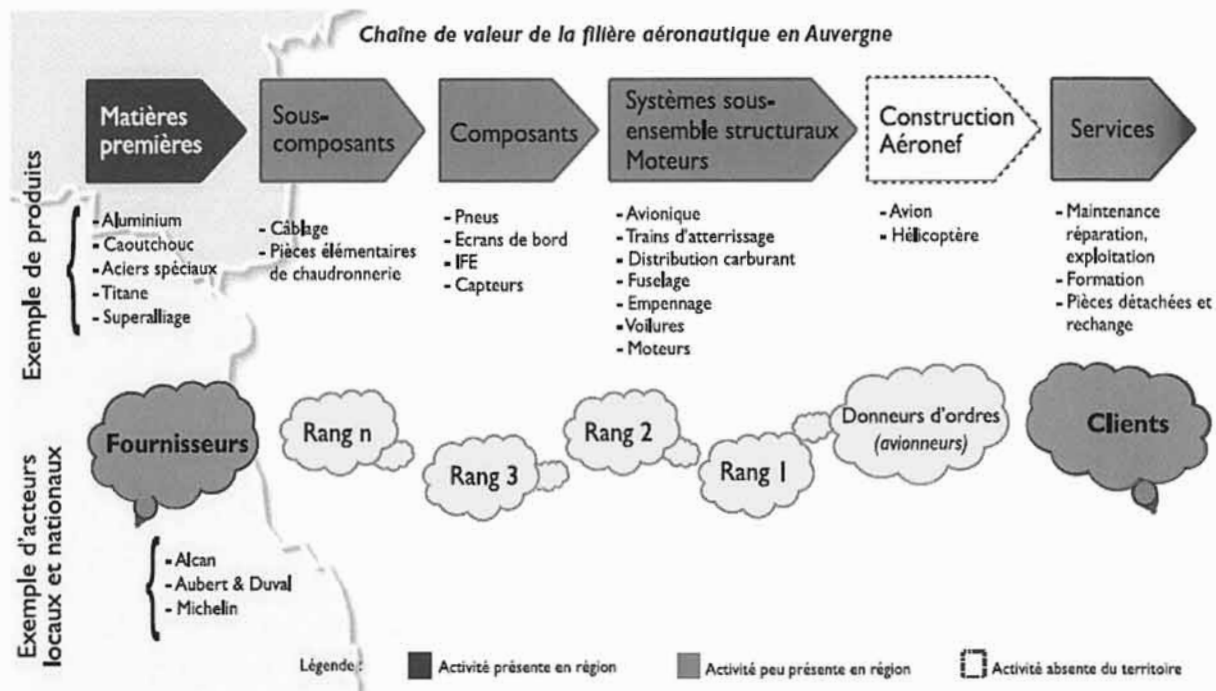 Chaîne de valeur de la filière aéronautique en Auvergne
Matières
premières
Sous-
composants
Composants
Systèmes sous-
ensemble structuraux
Moteurs
Construction
Aéronef
Services
Exemple de produits
- Aluminium
- Caoutchouc
- Aciers spéciaux
- Titane
- Superalliage
- Câblage
- Pièces élémentaires
de chaudronnerie
- Pneus
- Ecrans de bord
- IFE
- Capteurs
- Avionique
- Trains d'atterrissage
- Distribution carburant
- Fuselage
- Empennage
- Voilures
- Moteurs
- Avion
- Hélicoptère
- Maintenance
réparation,
exploitation
- Formation
- Pièces détachées et
rechange
Exemple d'acteurs
locaux et nationaux
Fournisseurs
Rang n
Rang 3
Rang 2
Rang 1
Donneurs d'ordres
(avionneurs)
Clients
- Alcan
- Aubert & Duval
- Michelin
Légende :
Activité présente en région
Activité peu présente en région
Activité absente du territoire